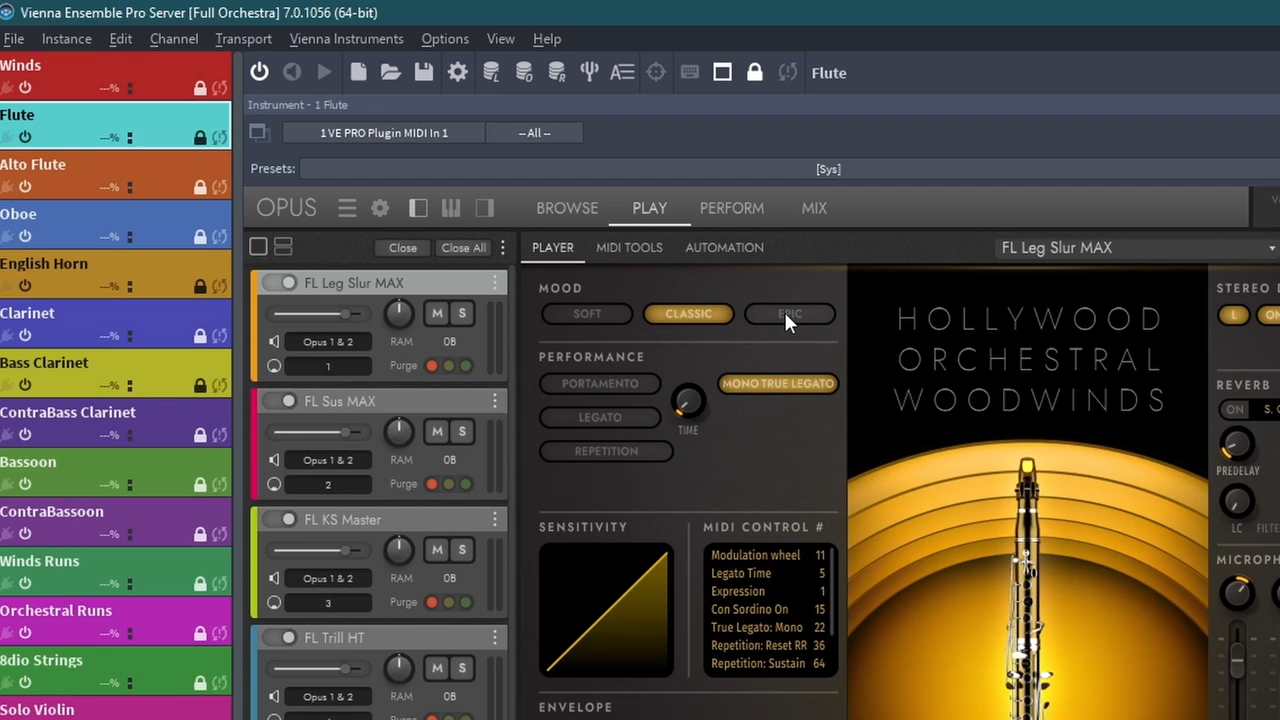 Vienna Ensemble Pro Server [Full Orchestra] 7.0.1056 (64-bit)
File Instance Edit Channel Transport Vienna Instruments Options View Help
Winds
---%
Flute
---%
Alto Flute
---%
Oboe
---%
English Horn
---%
Clarinet
---%
Bass Clarinet
---%
ContraBass Clarinet
---%
Bassoon
---%
ContraBassoon
---%
Winds Runs
---%
Orchestral Runs
---%
8dio Strings
---%
Solo Violin
Flute
Instrument - 1 Flute
1 VE PRO Plugin MIDI In 1
-- All --
Presets:
[Sys]
OPUS
BROWSE PLAY PERFORM MIX
Close Close All
PLAYER MIDI TOOLS AUTOMATION
FL Leg Slur MAX
FL Leg Slur MAX
M S
Opus 1 & 2 RAM 0B
1 Purge
FL Sus MAX
M S
Opus 1 & 2 RAM 0B
2 Purge
FL KS Master
M S
Opus 1 & 2 RAM 0B
3 Purge
FL Trill HT
M S
Opus 1 & 2 RAM 0B
MOOD
SOFT CLASSIC EPIC
PERFORMANCE
PORTAMENTO
MONO TRUE LEGATO
LEGATO
TIME
REPETITION
SENSITIVITY
MIDI CONTROL #
Modulation wheel 11
Legato Time 5
Expression 1
Con Sordino On 15
True Legato: Mono 22
Repetition: Reset RR 36
Repetition: Sustain 64
ENVELOPE
HOLLYWOOD
ORCHESTRAL
WOODWINDS
STEREO D
L ON
REVERB
ON S. C
PREDELAY
LC FILTE
MICROPH